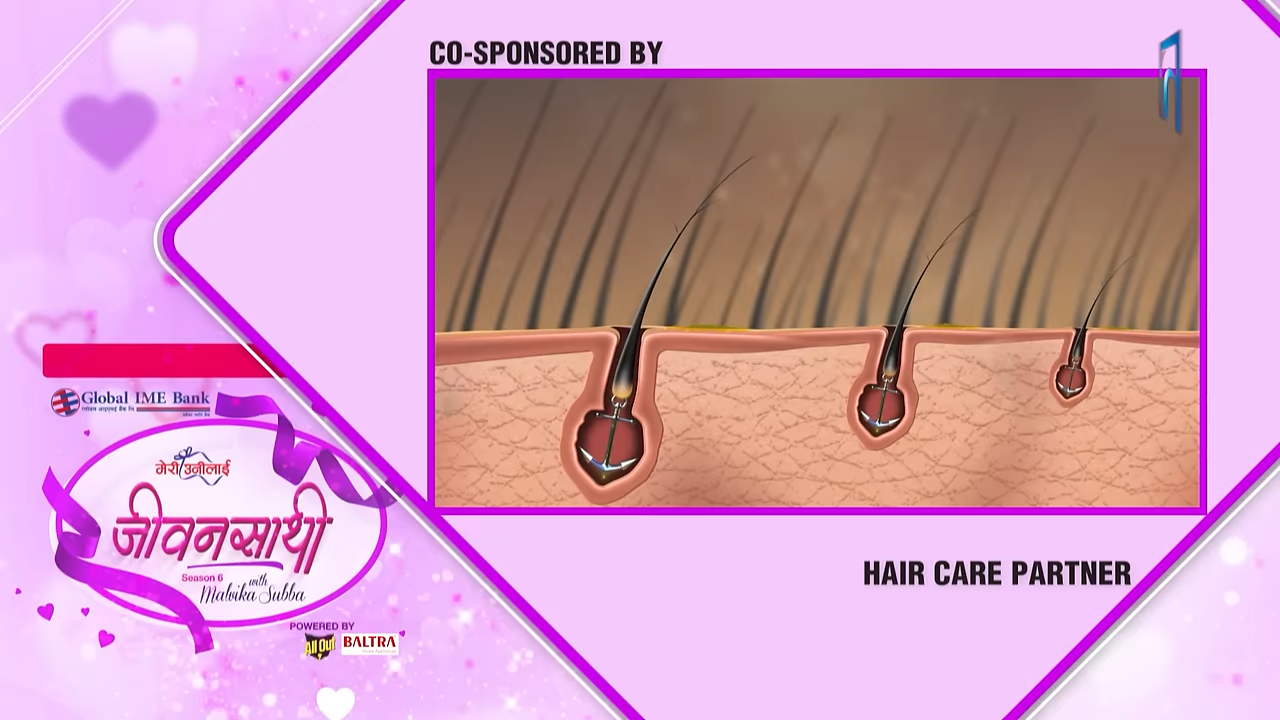 CO-SPONSORED BY
Global IME Bank
मेरी उनीलाई
जीवनसाथी
Season 6
with
Malvika Subba
POWERED BY
All Out
BALTRA
HAIR CARE PARTNER